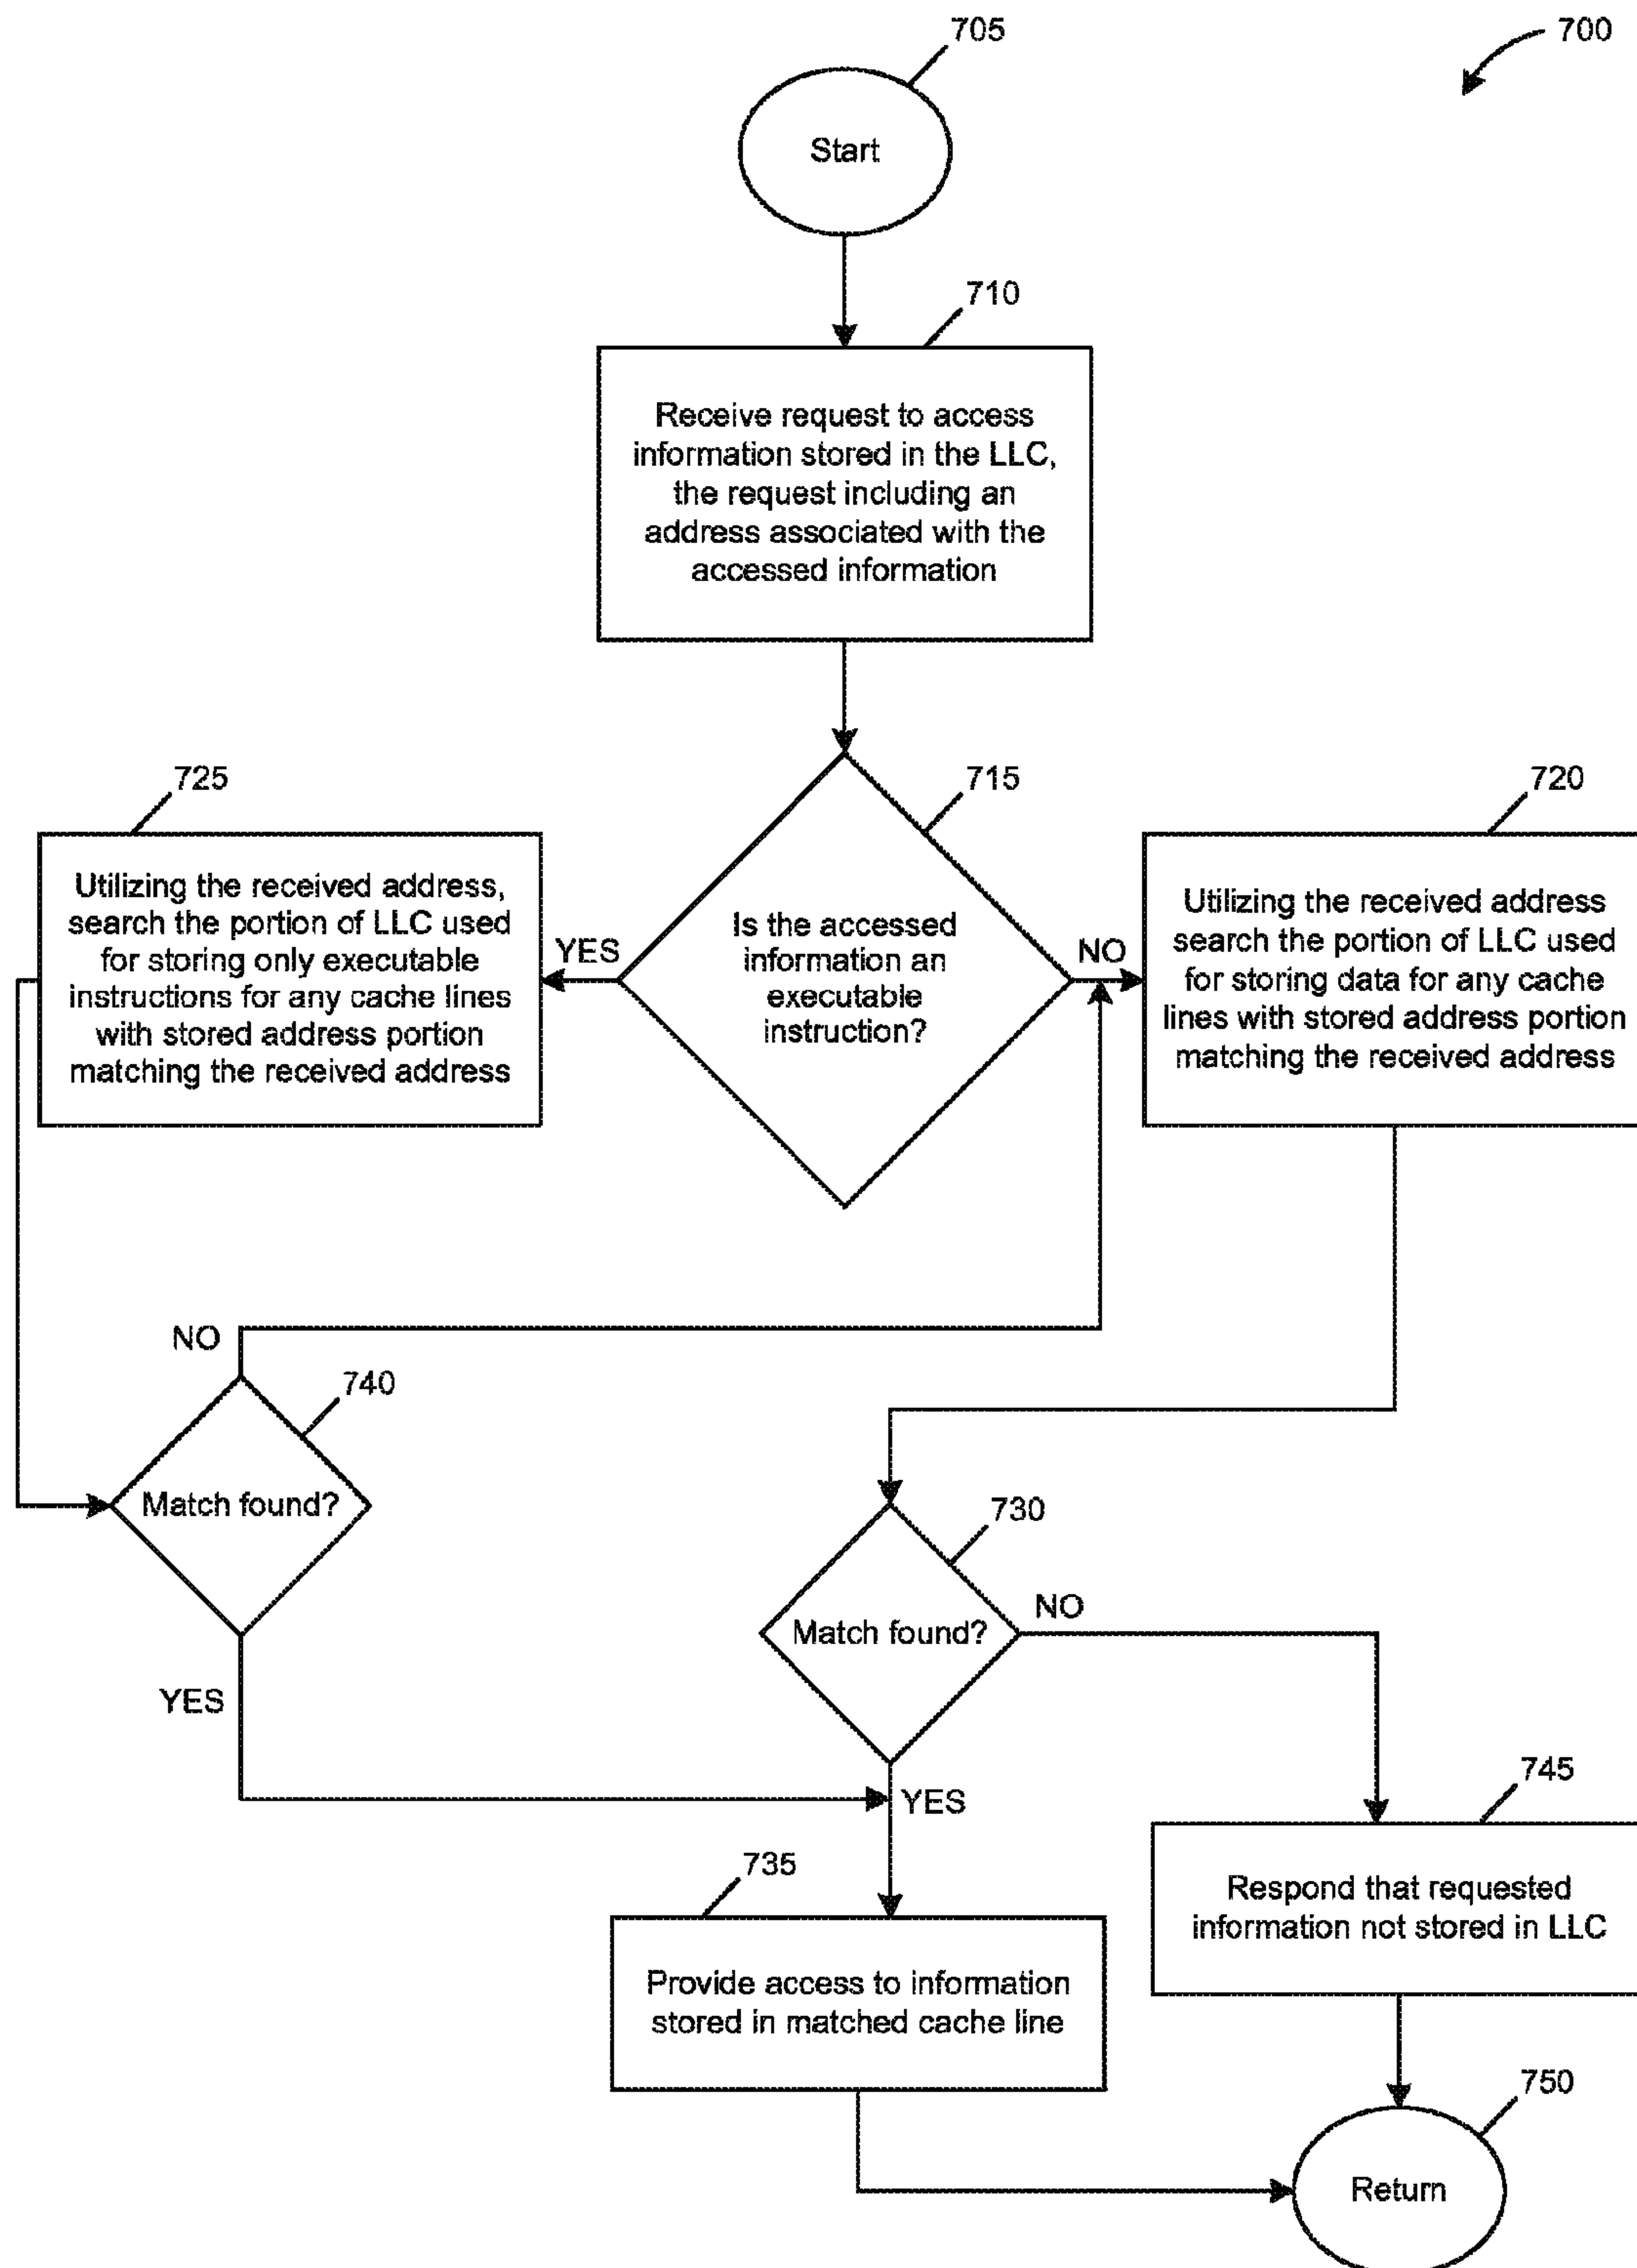 705
700
Start
710
Receive request to access
information stored in the LLC,
the request including an
address associated with the
accessed information
725
715
720
Utilizing the received address,
search the portion of LLC used
for storing only executable
instructions for any cache lines
with stored address portion
matching the received address
YES
Is the accessed
information an
executable
instruction?
NO
Utilizing the received address
search the portion of LLC used
for storing data for any cache
lines with stored address portion
matching the received address
NO
740
Match found?
730
Match found?
NO
YES
YES
745
735
Respond that requested
information not stored in LLC
Provide access to information
stored in matched cache line
750
Return